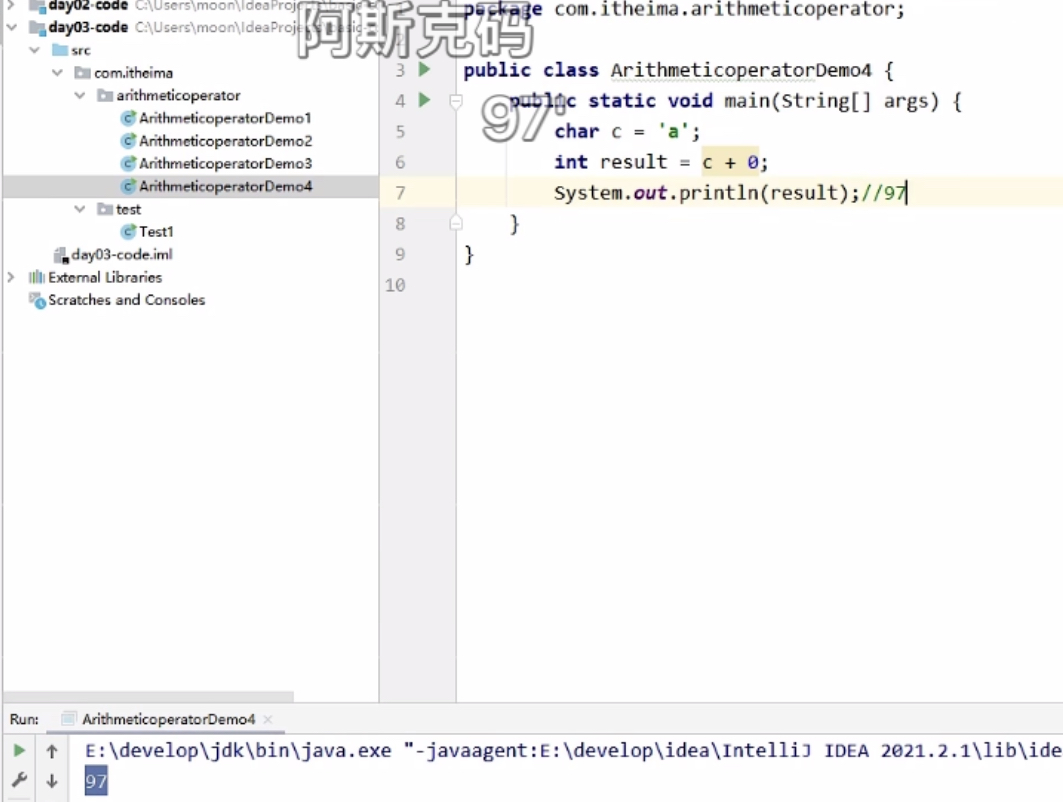 day02-code C:\Users\moon\IdeaProjects\basic-
day03-code C:\Users\moon\IdeaProjects\basic-
src
com.itheima
arithmeticoperator
ArithmeticoperatorDemo1
ArithmeticoperatorDemo2
ArithmeticoperatorDemo3
ArithmeticoperatorDemo4
test
Test1
day03-code.iml
External Libraries
Scratches and Consoles
阿斯克码
97'
package com.itheima.arithmeticoperator;
3 public class ArithmeticoperatorDemo4 {
4 public static void main(String[] args) {
5 char c = 'a';
6 int result = c + 0;
7 System.out.println(result);//97
8 }
9 }
10
Run: ArithmeticoperatorDemo4
E:\develop\jdk\bin\java.exe "-javaagent:E:\develop\idea\IntelliJ IDEA 2021.2.1\lib\ide
97